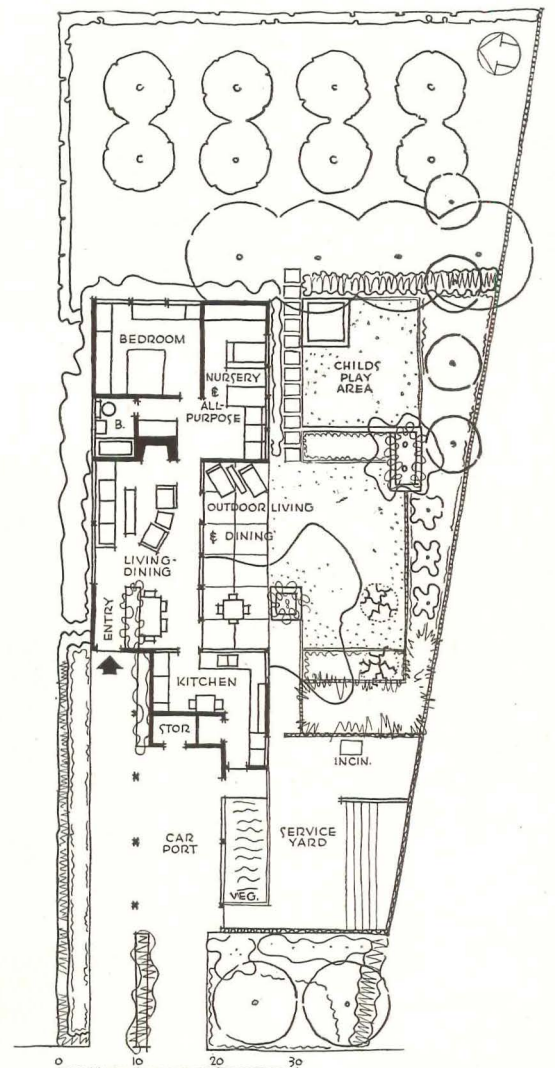 BEDROOM
NURSERY
&
ALL-
PURPOSE
B.
CHILDS
PLAY
AREA
OUTDOOR LIVING
& DINING
LIVING-
DINING
ENTRY
KITCHEN
STOR
INCIN.
CAR
PORT
SERVICE
YARD
VEG.
0 10 20 30